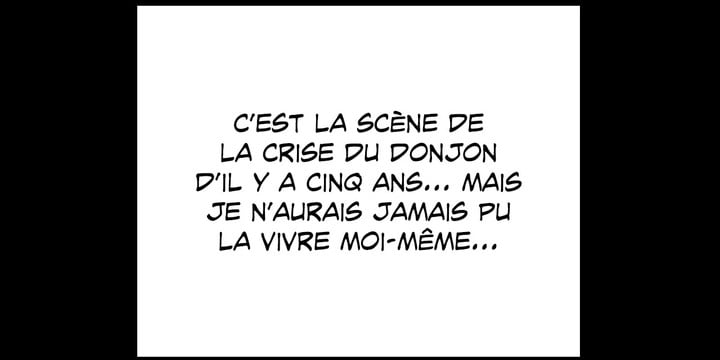 C'EST LA SCÈNE DE
LA CRISE DU DONJON
D'IL Y A CINQ ANS... MAIS
JE N'AURAIS JAMAIS PU
LA VIVRE MOI-MÊME...